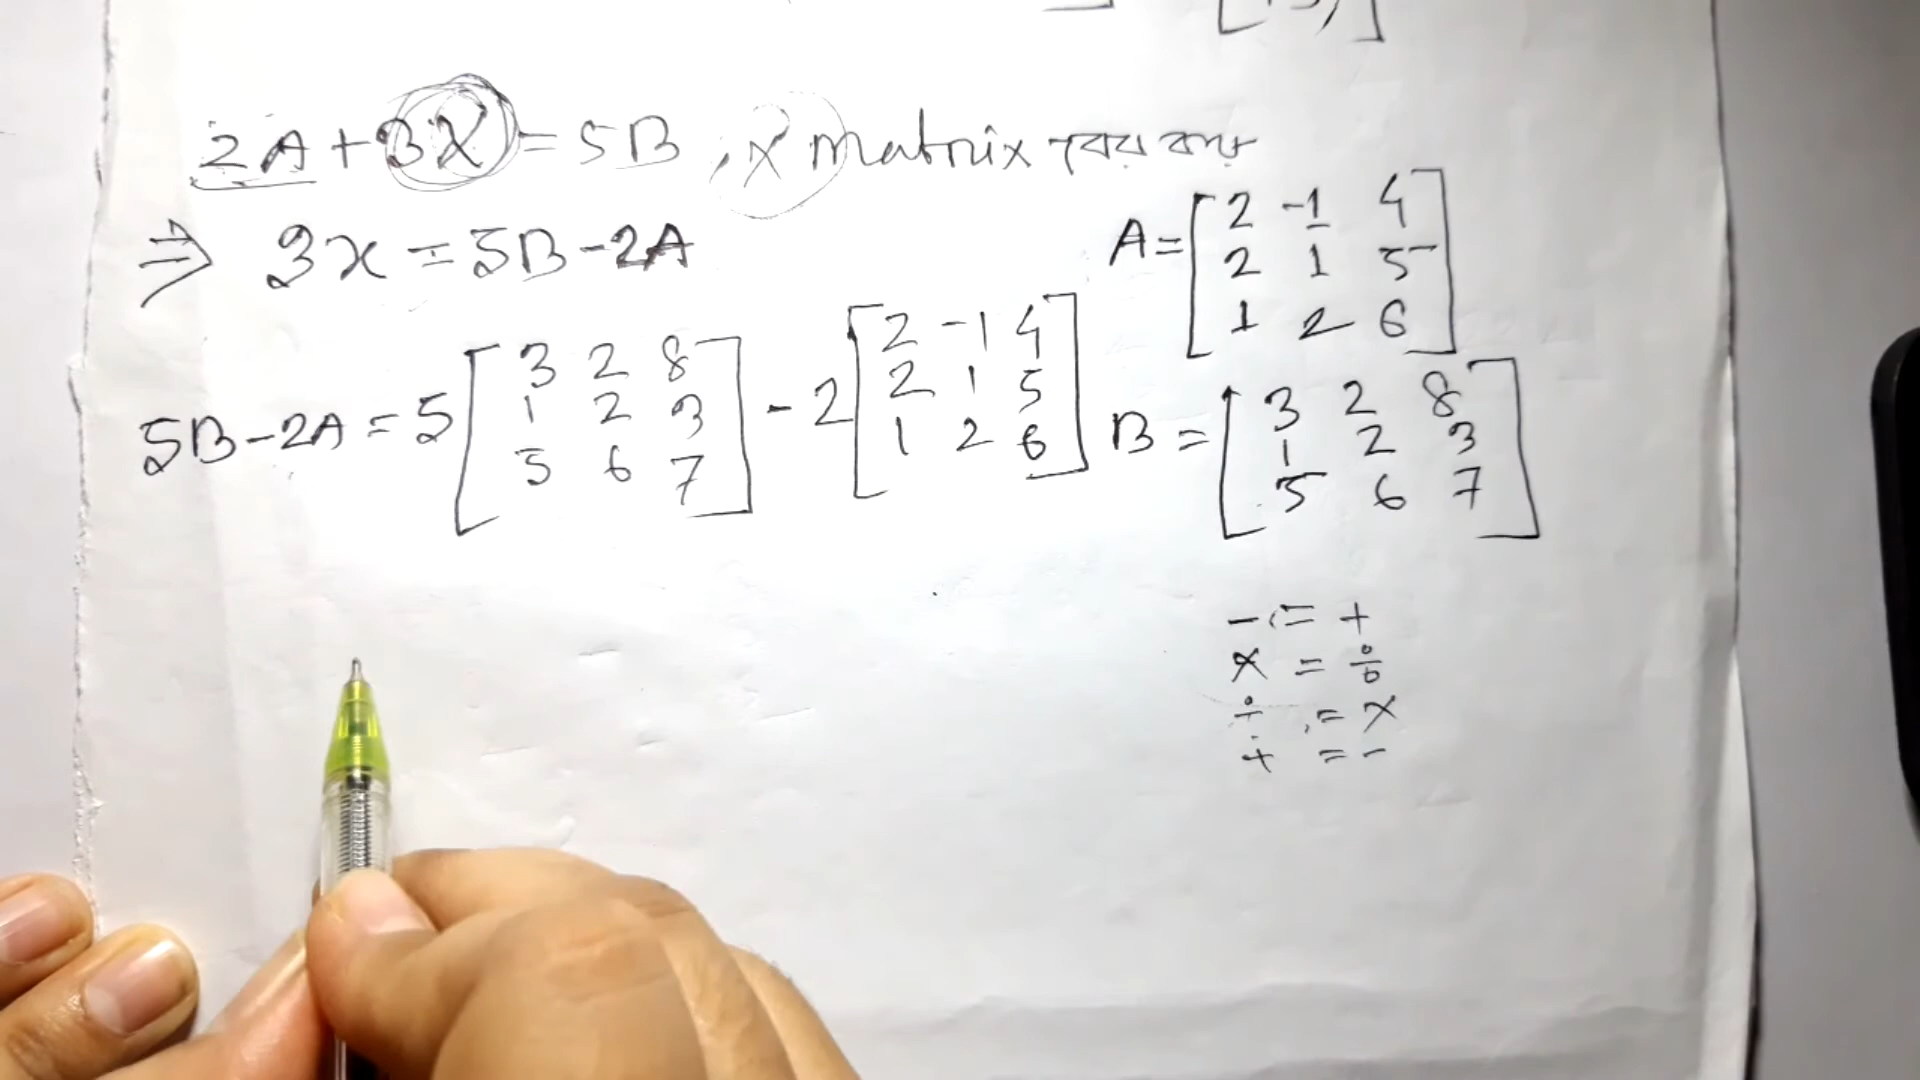 2A + 3X = 5B , X Matrix বের কর
⇒ 3x = 5B - 2A
A = [2 -1 4
2 1 5
1 2 6]
5B - 2A = 5 [3 2 8
1 2 3
5 6 7] - 2 [2 -1 4
2 1 5
1 2 6]
B = [3 2 8
1 2 3
5 6 7]
- = +
× = ÷
÷ = ×
+ = -